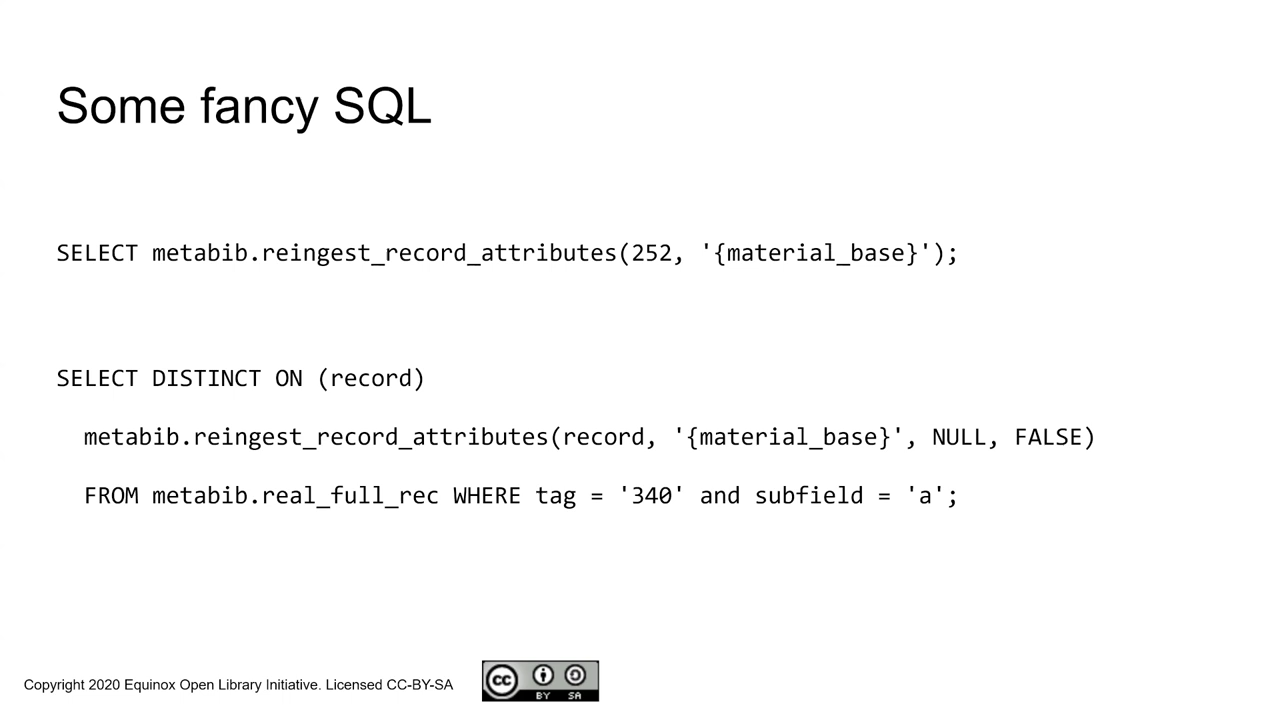 Some fancy SQL
SELECT metabib.reingest_record_attributes(252, '{material_base}');
SELECT DISTINCT ON (record)
metabib.reingest_record_attributes(record, '{material_base}', NULL, FALSE)
FROM metabib.real_full_rec WHERE tag = '340' and subfield = 'a';
Copyright 2020 Equinox Open Library Initiative. Licensed CC-BY-SA
cc
BY SA